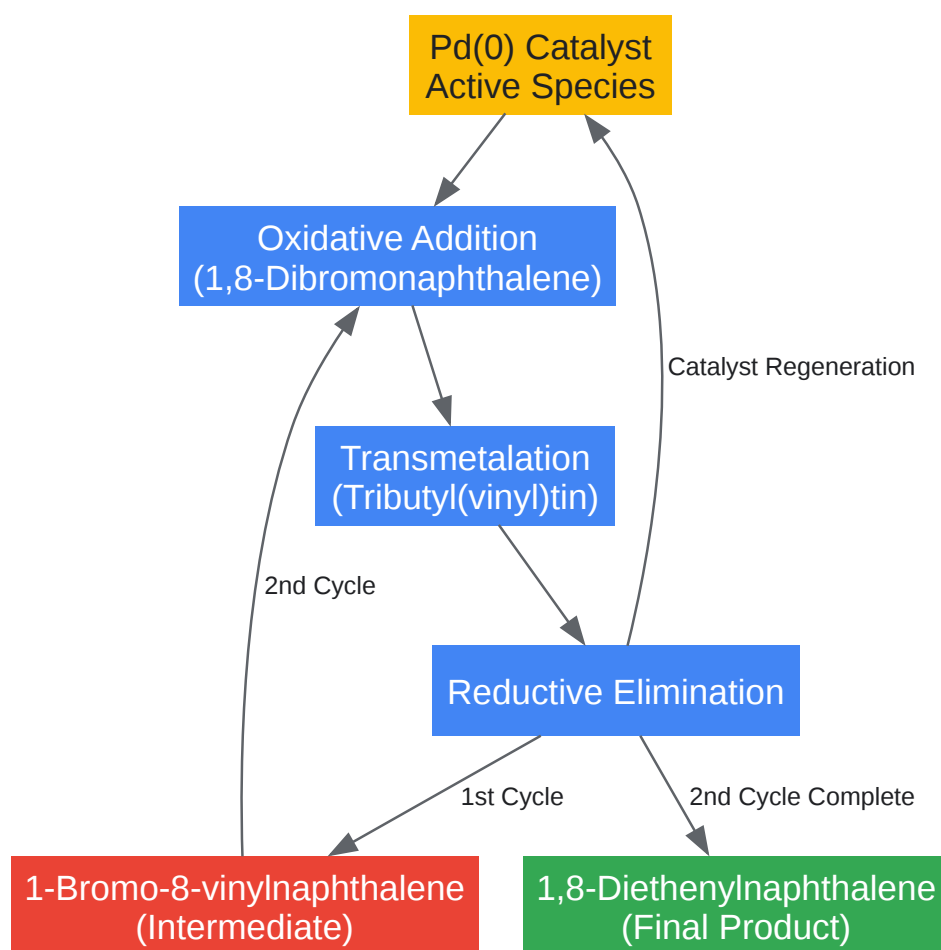 Pd(0) Catalyst
Active Species
Oxidative Addition
(1,8-Dibromonaphthalene)
Catalyst Regeneration
Transmetalation
(Tributyl(vinyl)tin)
2nd Cycle
Reductive Elimination
1st Cycle
2nd Cycle Complete
1-Bromo-8-vinylnaphthalene
(Intermediate)
1,8-Diethenylnaphthalene
(Final Product)